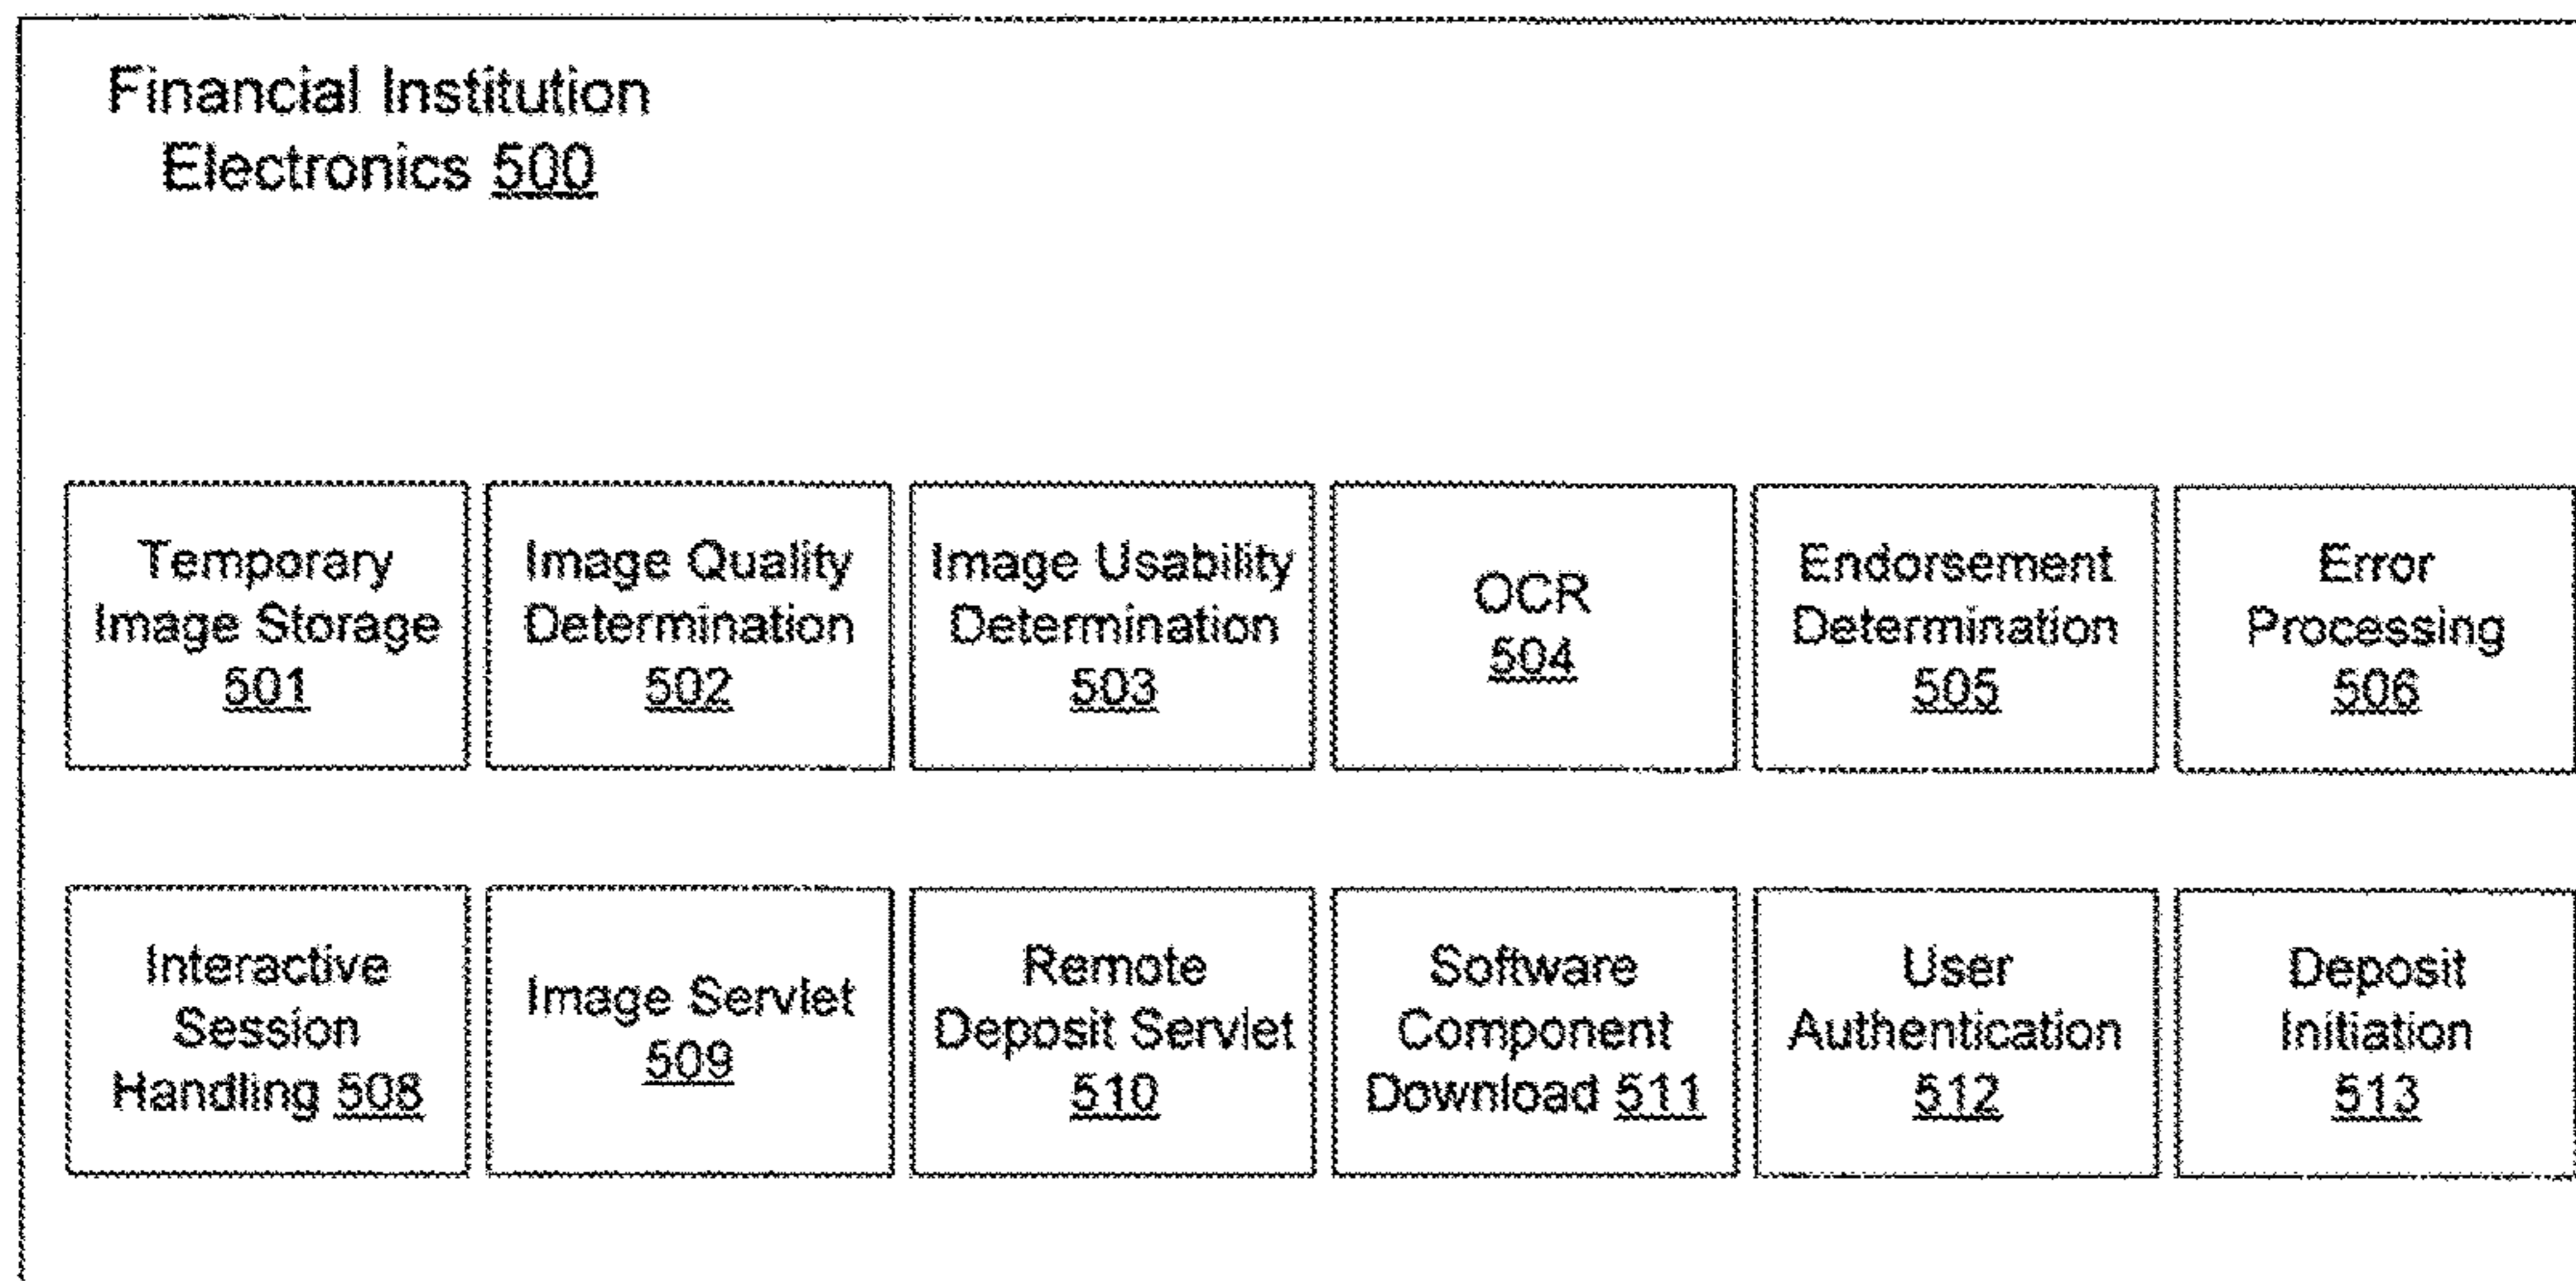 Financial Institution
Electronics 500
Temporary
Image Storage
501
Image Quality
Determination
502
Image Usability
Determination
503
OCR
504
Endorsement
Determination
505
Error
Processing
506
Interactive
Session
Handling 508
Image Servlet
509
Remote
Deposit Servlet
510
Software
Component
Download 511
User
Authentication
512
Deposit
Initiation
513